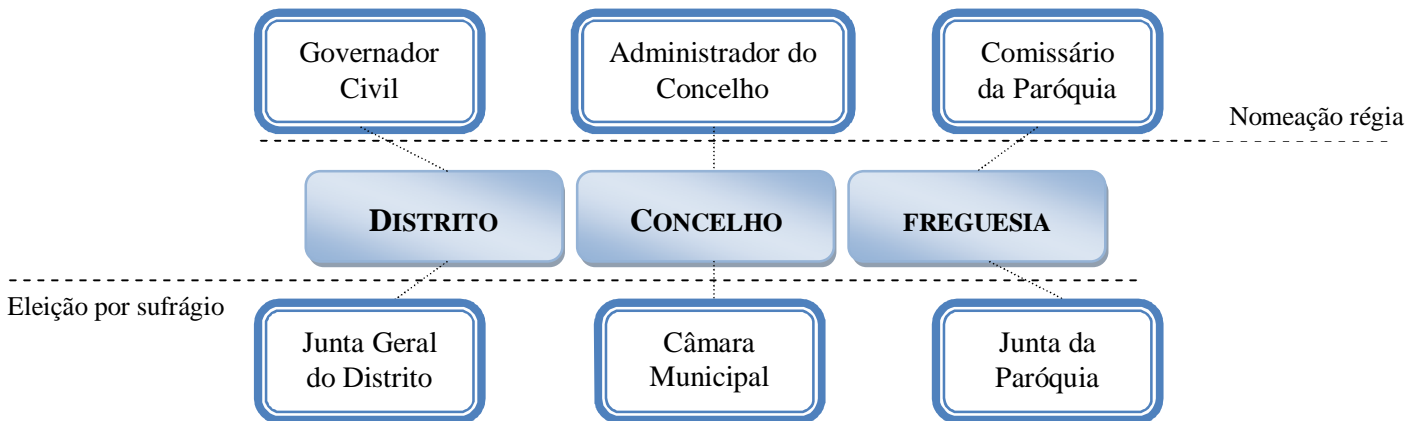 Governador
Civil
Administrador do
Concelho
Comissário
da Paróquia
Nomeação régia
DISTRITO
CONCELHO
FREGUESIA
Eleição por sufrágio
Junta Geral
do Distrito
Câmara
Municipal
Junta da
Paróquia